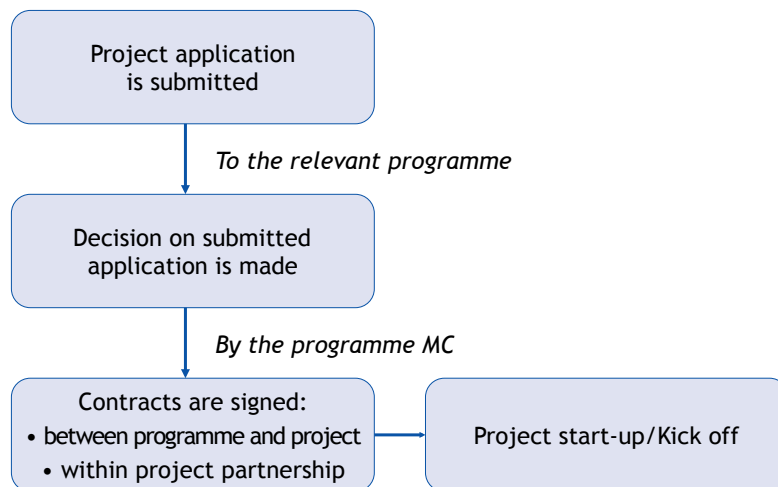 Project application
is submitted
To the relevant programme
Decision on submitted
application is made
By the programme MC
Contracts are signed:
• between programme and project
• within project partnership
Project start-up/Kick off